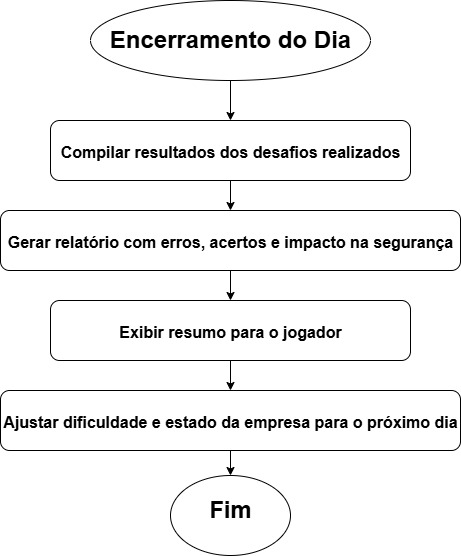 Encerramento do Dia
Compilar resultados dos desafios realizados
Gerar relatório com erros, acertos e impacto na segurança
Exibir resumo para o jogador
Ajustar dificuldade e estado da empresa para o próximo dia
Fim